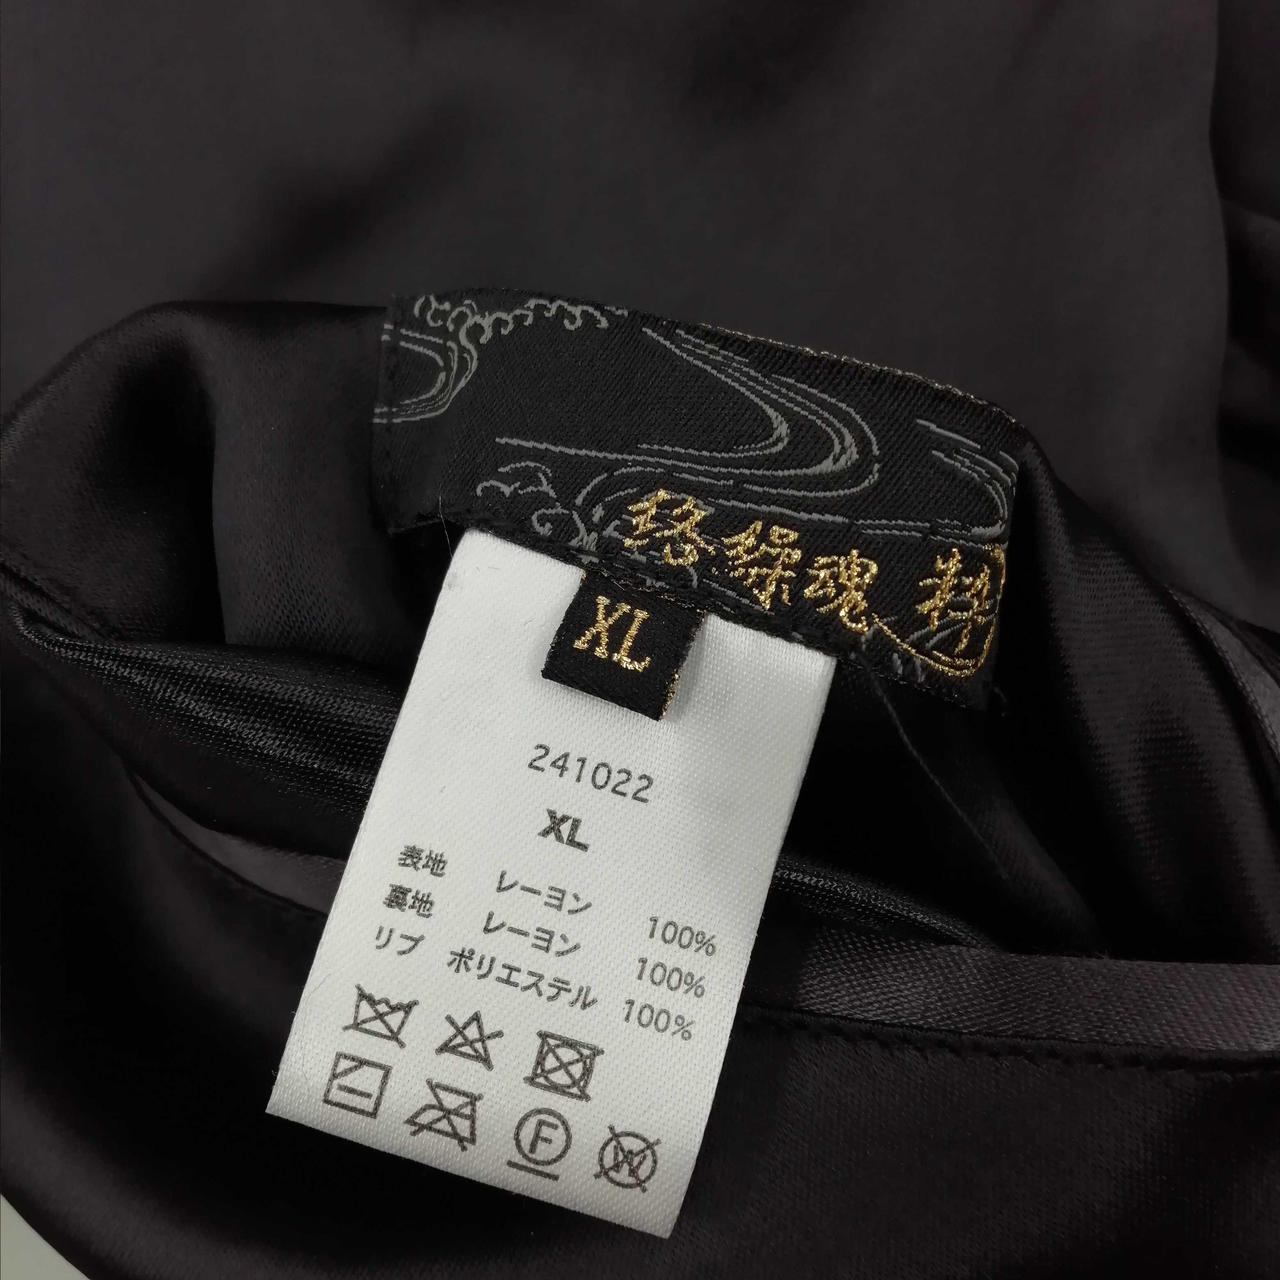 絡繰魂 粋
XL
241022
XL
表地 レーヨン 100%
裏地 レーヨン 100%
リブ ポリエステル 100%
F
W